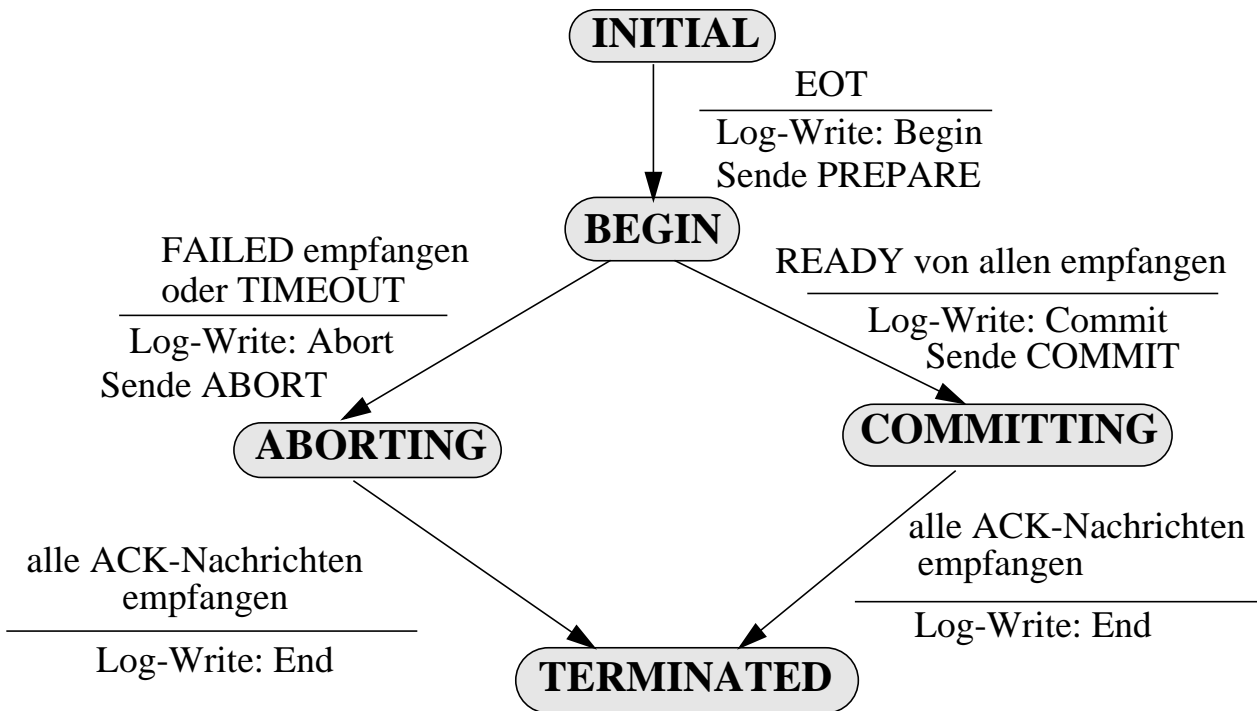 INITIAL
EOT
Log-Write: Begin
Sende PREPARE
BEGIN
FAILED empfangen
oder TIMEOUT
Log-Write: Abort
Sende ABORT
READY von allen empfangen
Log-Write: Commit
Sende COMMIT
ABORTING
COMMITTING
alle ACK-Nachrichten
empfangen
Log-Write: End
alle ACK-Nachrichten
empfangen
Log-Write: End
TERMINATED